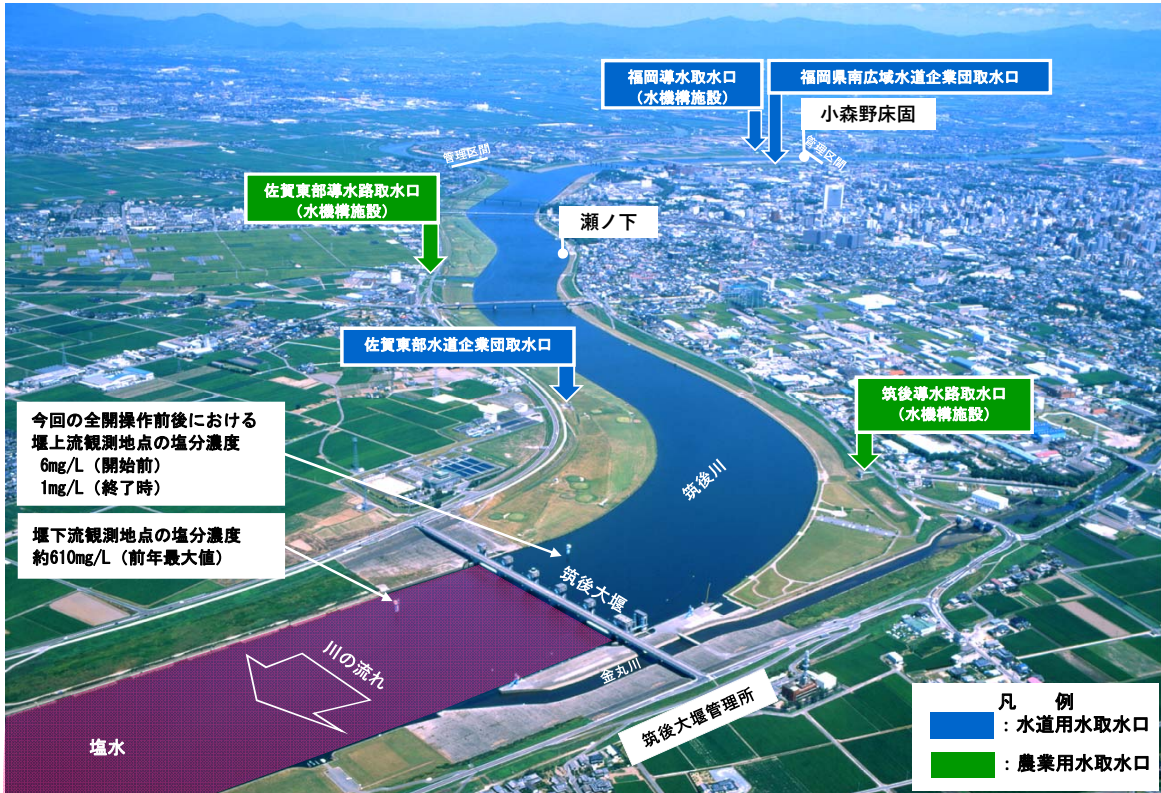 福岡導水取水口
(水機構施設)
福岡県南広域水道企業団取水口
小森野床固
管理区間
管理区間
佐賀東部導水路取水口
(水機構施設)
瀬ノ下
佐賀東部水道企業団取水口
筑後導水路取水口
(水機構施設)
今回の全開操作前後における
堰上流観測地点の塩分濃度
6mg/L（開始前）
1mg/L（終了時）
堰下流観測地点の塩分濃度
約610mg/L（前年最大値）
筑後川
筑後大堰
川の流れ
金丸川
筑後大堰管理所
塩水
凡　例
：水道用水取水口
：農業用水取水口